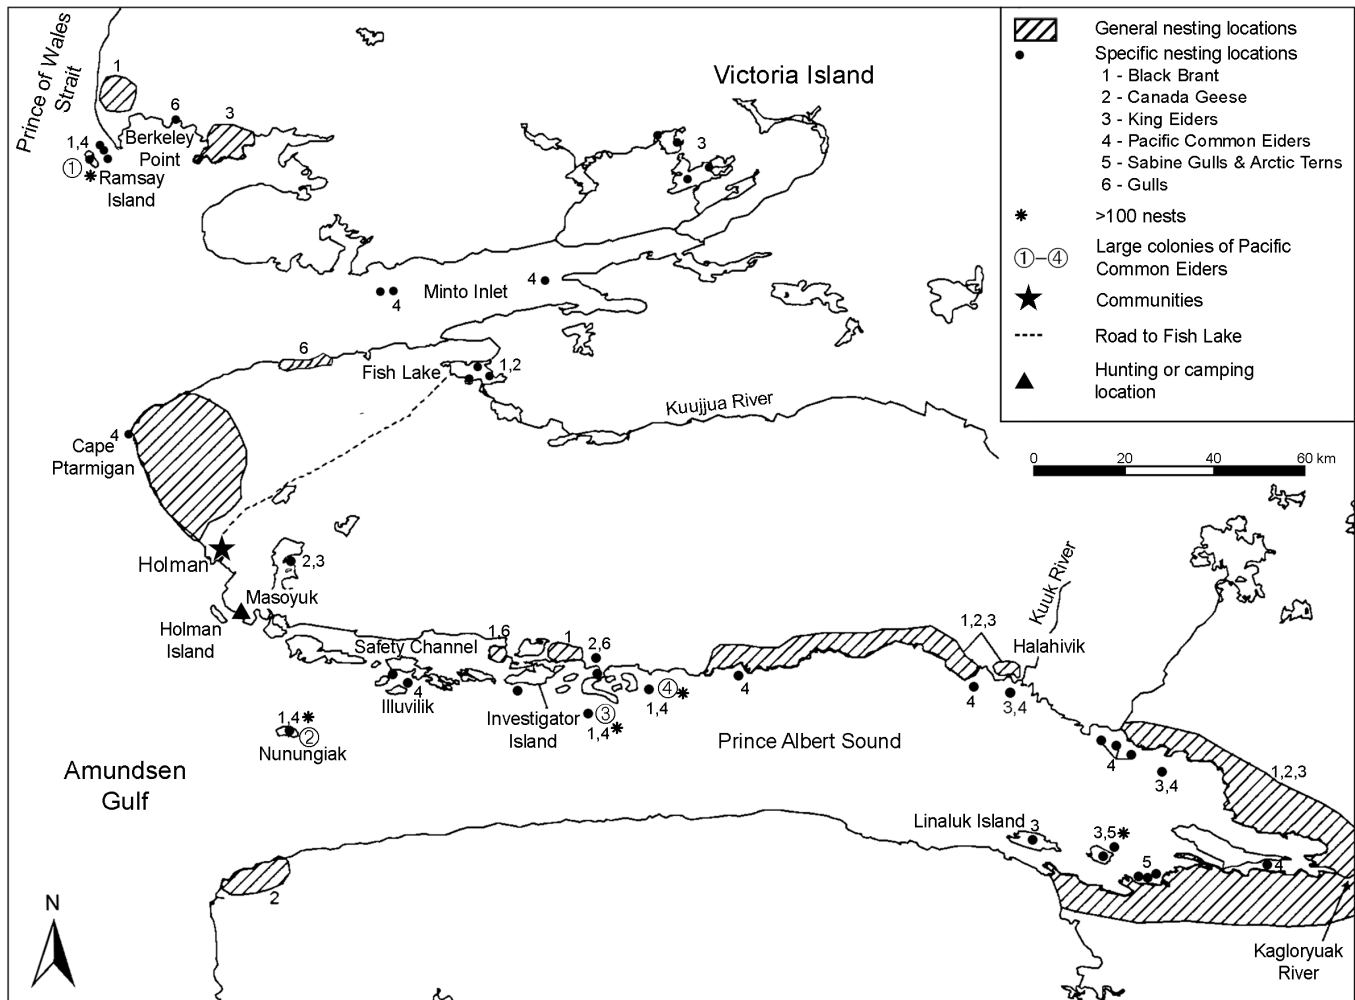 Prince of Wales
Strait
1
6
3
Berkeley
Point
1,4
①
Ramsay
Island
Victoria Island
3
General nesting locations
Specific nesting locations
1 - Black Brant
2 - Canada Geese
3 - King Eiders
4 - Pacific Common Eiders
5 - Sabine Gulls & Arctic Terns
6 - Gulls
>100 nests
①–④
Large colonies of Pacific
Common Eiders
Communities
Road to Fish Lake
Hunting or camping
location
0 20 40 60 km
4
Minto Inlet
4
6
Fish Lake
1,2
Kuujjua River
4
Cape
Ptarmigan
Holman
2,3
Masoyuk
Holman
Island
Safety Channel
1,6
1
2,6
4
Illuvilik
Investigator
Island
④
1,4
③
1,4
1,4
②
Nunungiak
4
1,2,3
Kuuk River
Halahivik
4
3,4
Prince Albert Sound
4
3,4
1,2,3
Amundsen
Gulf
Linaluk Island
3
3,5
5
4
2
N
Kagloryuak
River